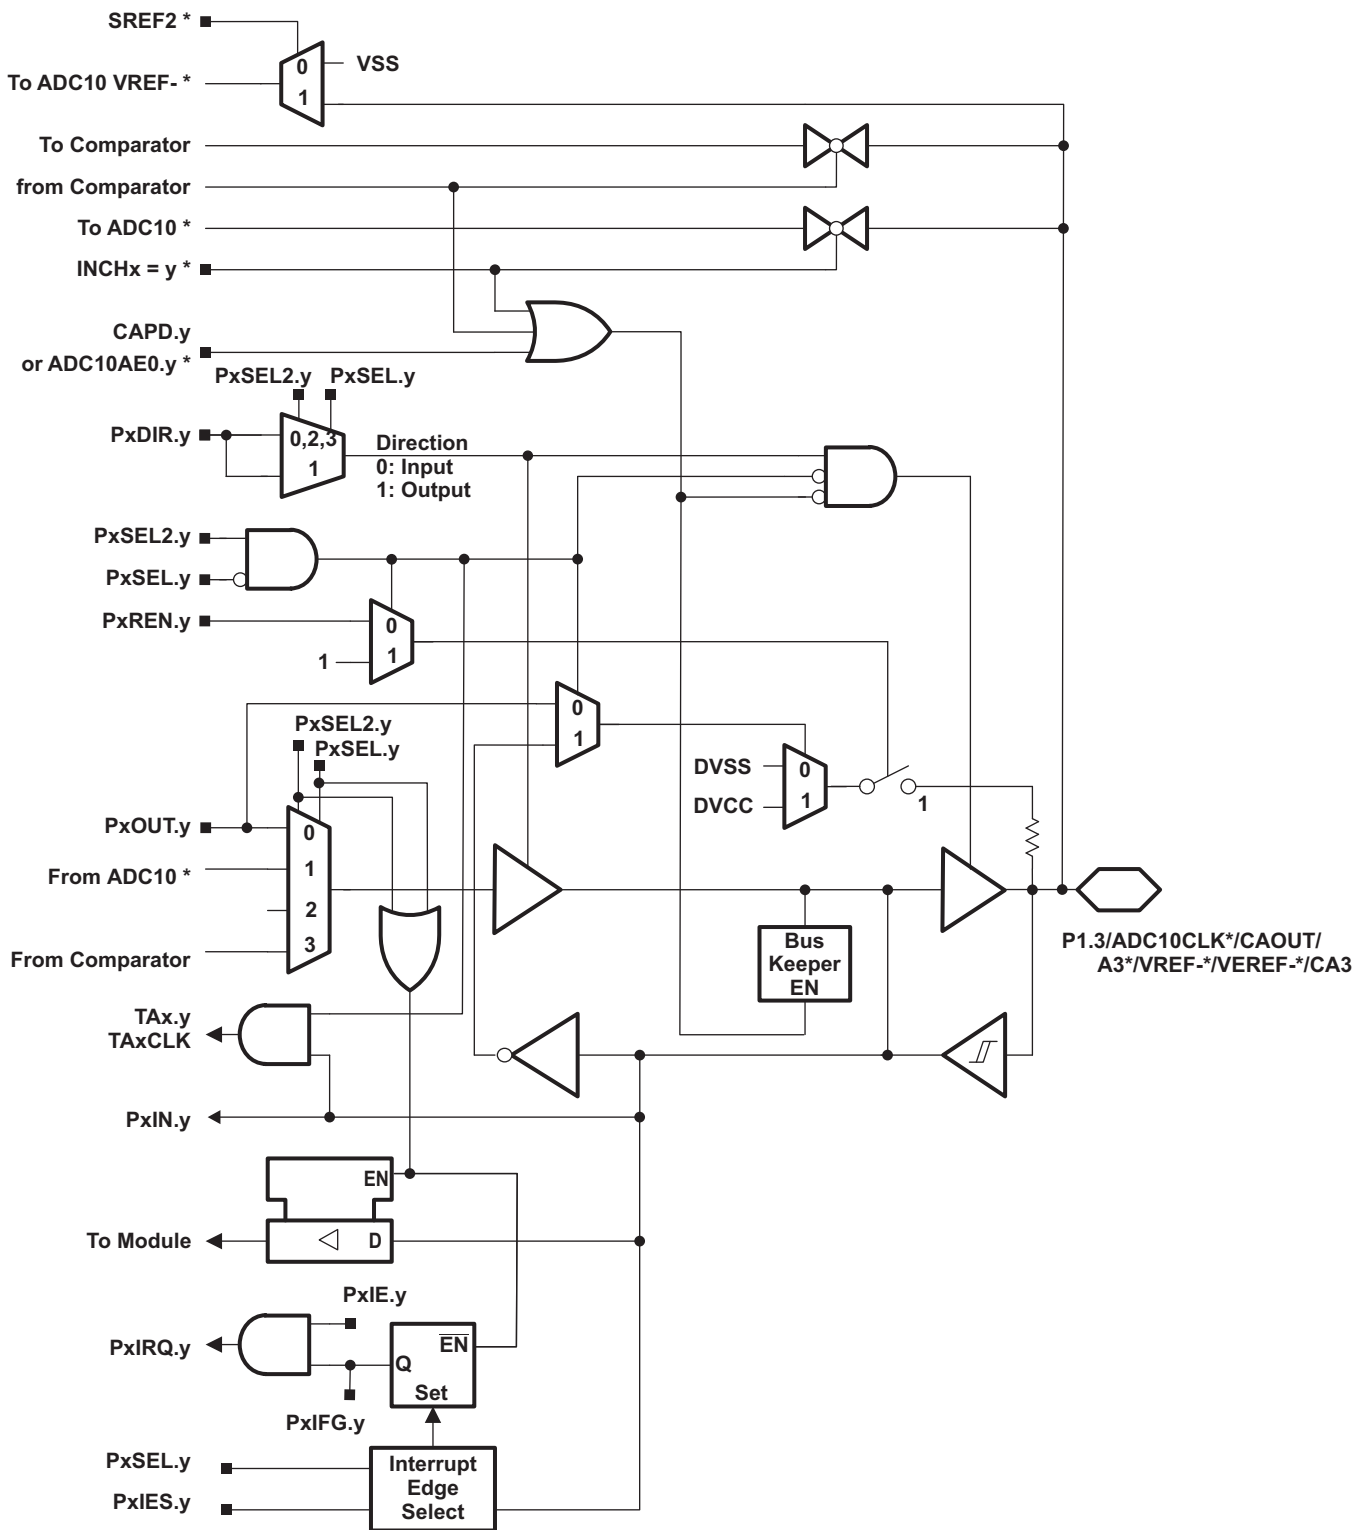 SREF2 *
VSS
0
To ADC10 VREF- *
1
To Comparator
from Comparator
To ADC10 *
INCHx = y *
CAPD.y
or ADC10AE0.y *
PxSEL2.y
PxSEL.y
PxDIR.y
0,2,3
1
Direction
0: Input
1: Output
PxSEL2.y
PxSEL.y
PxREN.y
0
1
1
0
1
PxSEL2.y
PxSEL.y
DVSS
0
DVCC
1
1
PxOUT.y
0
From ADC10 *
1
2
3
From Comparator
Bus
Keeper
EN
P1.3/ADC10CLK*/CAOUT/
A3*/VREF-*/VEREF-*/CA3
TAx.y
TAxCLK
PxIN.y
EN
To Module
D
PxIE.y
PxIRQ.y
EN
Q
Set
PxIFG.y
PxSEL.y
PxIES.y
Interrupt
Edge
Select